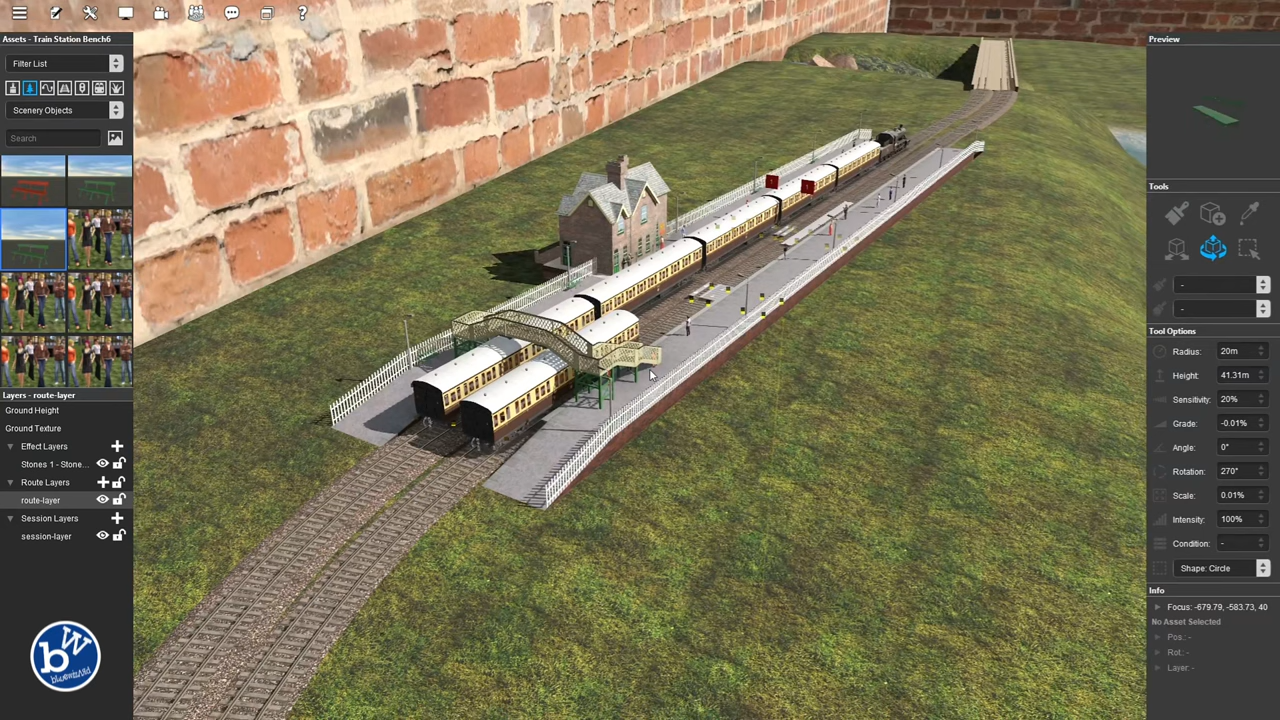 Assets - Train Station Bench6
Filter List
Scenery Objects
Search
Layers - route-layer
Ground Height
Ground Texture
Effect Layers
Stones 1 - Stone...
Route Layers
route-layer
Session Layers
session-layer
bw
bluewizard
Preview
Tools
-
-
Tool Options
Radius: 20m
Height: 41.31m
Sensitivity: 20%
Grade: -0.01%
Angle: 0°
Rotation: 270°
Scale: 0.01%
Intensity: 100%
Condition: -
Shape: Circle
Info
Focus: -679.79, -583.73, 40
No Asset Selected
Pos.: -
Rot.: -
Layer: -